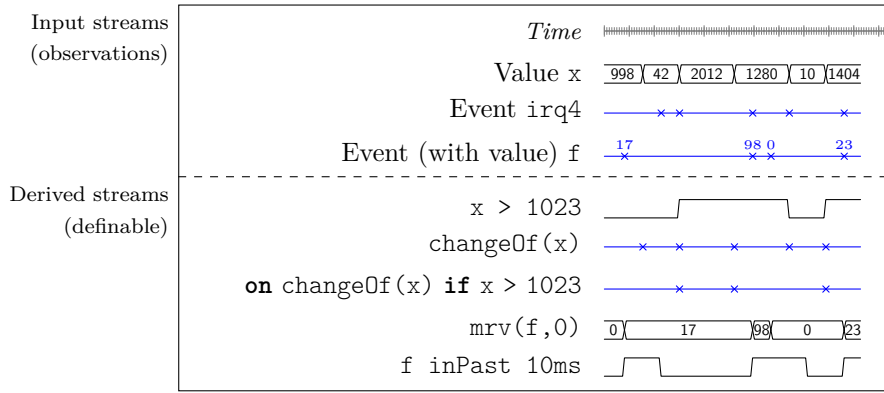 Input streams
(observations)
Time
Value x 998 42 2012 1280 10 1404
Event irq4
17 98 0 23
Event (with value) f
Derived streams
(definable)
x > 1023
changeOf(x)
on changeOf(x) if x > 1023
mrv(f,0) 0 17 98 0 23
f inPast 10ms